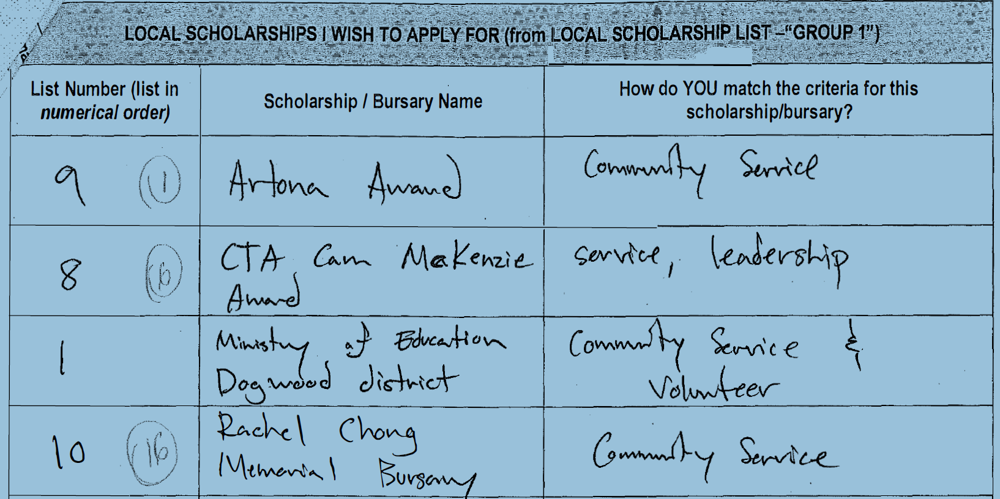 LOCAL SCHOLARSHIPS I WISH TO APPLY FOR (from LOCAL SCHOLARSHIP LIST –“GROUP 1”)
List Number (list in
numerical order)
Scholarship / Bursary Name
How do YOU match the criteria for this
scholarship/bursary?
9 1 Artona Award Community Service
8 6 CTA Cam MaKenzie
Award
service, leadership
1 Ministry of Education
Dogwood district
Community Service &
Volunteer
10 16 Rachel Chong
Memorial Bursary
Community Service